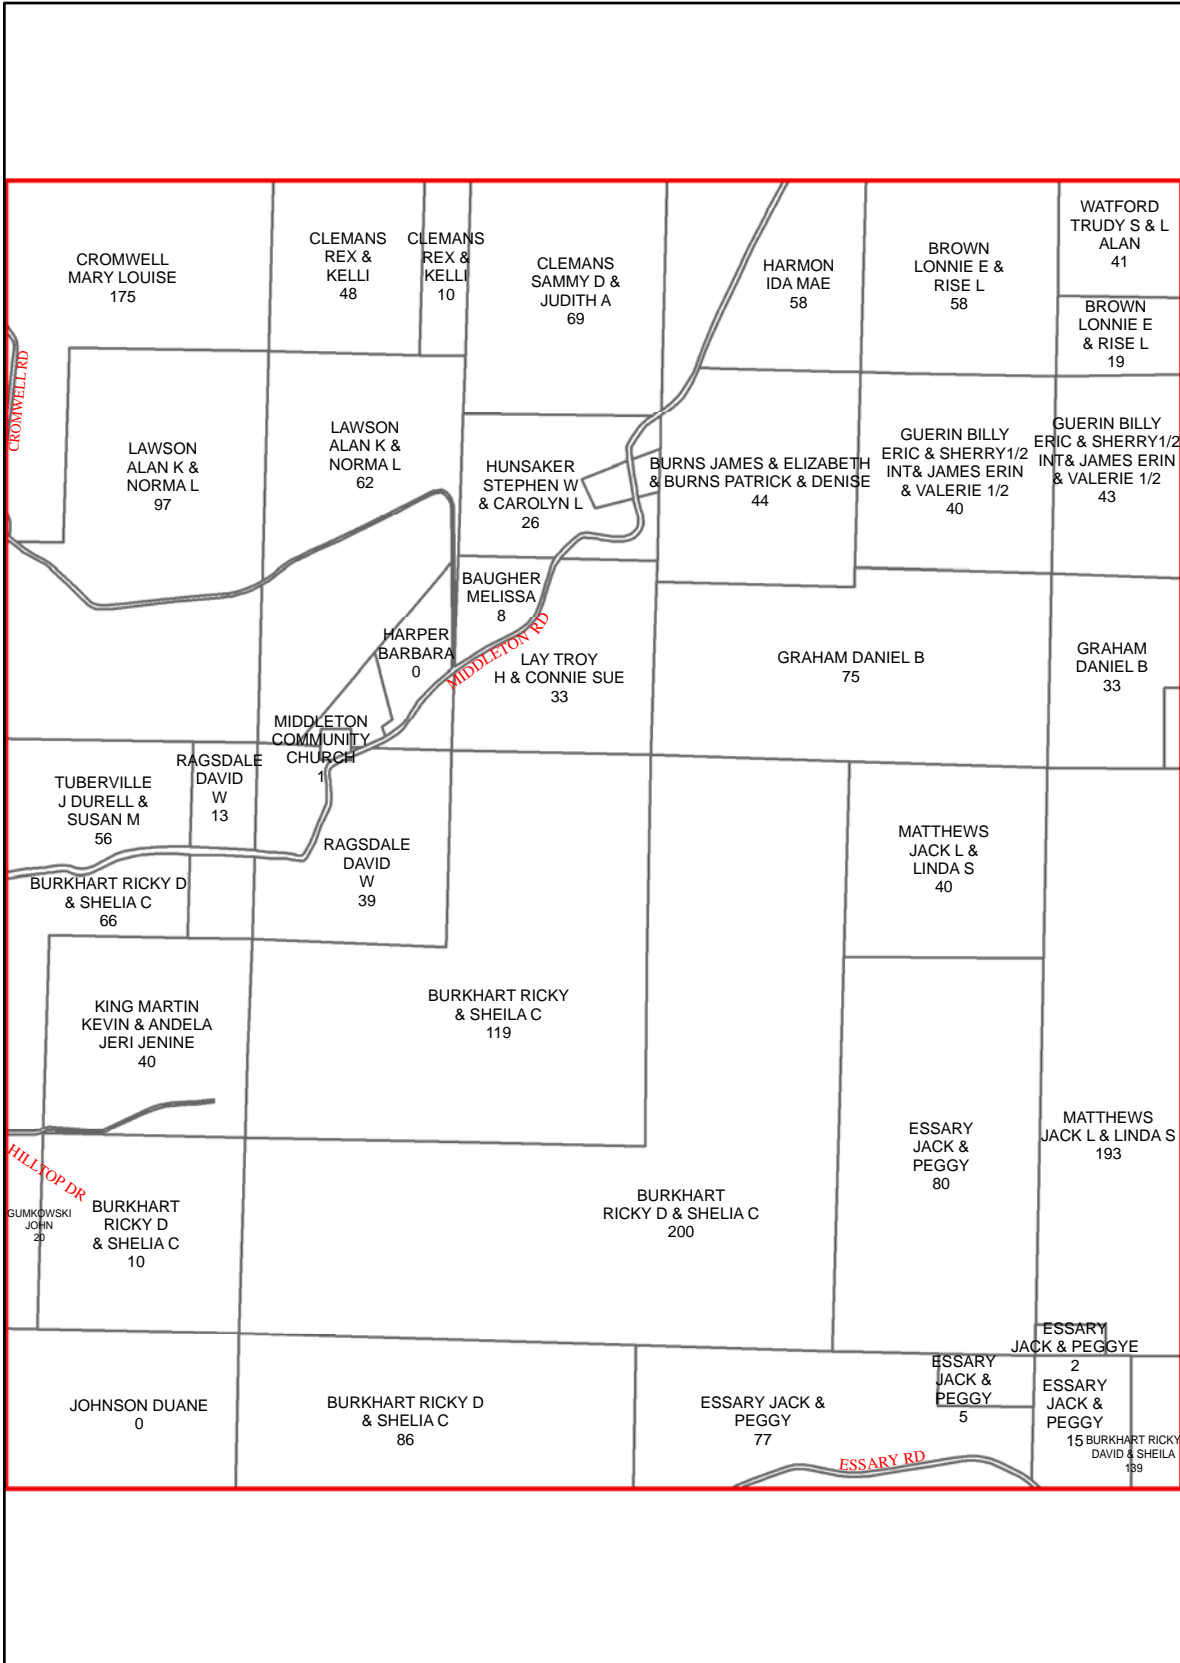 CROMWELL
MARY LOUISE
175
CLEMANS
REX &
KELLI
48
CLEMANS
REX &
KELLI
10
CLEMANS
SAMMY D &
JUDITH A
69
HARMON
IDA MAE
58
BROWN
LONNIE E &
RISE L
58
WATFORD
TRUDY S & L
ALAN
41
BROWN
LONNIE E
& RISE L
19
CROMWELL RD
LAWSON
ALAN K &
NORMA L
97
LAWSON
ALAN K &
NORMA L
62
HUNSAKER
STEPHEN W
& CAROLYN L
26
BURNS JAMES & ELIZABETH
& BURNS PATRICK & DENISE
44
GUERIN BILLY
ERIC & SHERRY1/2
INT& JAMES ERIN
& VALERIE 1/2
40
GUERIN BILLY
ERIC & SHERRY1/2
INT& JAMES ERIN
& VALERIE 1/2
43
BAUGHER
MELISSA
8
HARPER
BARBARA
0
MIDDLETON RD
LAY TROY
H & CONNIE SUE
33
GRAHAM DANIEL B
75
GRAHAM
DANIEL B
33
MIDDLETON
COMMUNITY
CHURCH
1
TUBERVILLE
J DURELL &
SUSAN M
56
RAGSDALE
DAVID
W
13
RAGSDALE
DAVID
W
39
MATTHEWS
JACK L &
LINDA S
40
BURKHART RICKY D
& SHELIA C
66
KING MARTIN
KEVIN & ANDELA
JERI JENINE
40
BURKHART RICKY
& SHEILA C
119
ESSARY
JACK &
PEGGY
80
MATTHEWS
JACK L & LINDA S
193
HILLTOP DR
GUMKOWSKI
JOHN
20
BURKHART
RICKY D
& SHELIA C
10
BURKHART
RICKY D & SHELIA C
200
ESSARY
JACK & PEGGYE
2
JOHNSON DUANE
0
BURKHART RICKY D
& SHELIA C
86
ESSARY JACK &
PEGGY
77
ESSARY
JACK &
PEGGY
5
ESSARY
JACK &
PEGGY
15
BURKHART RICKY
DAVID & SHEILA
139
ESSARY RD